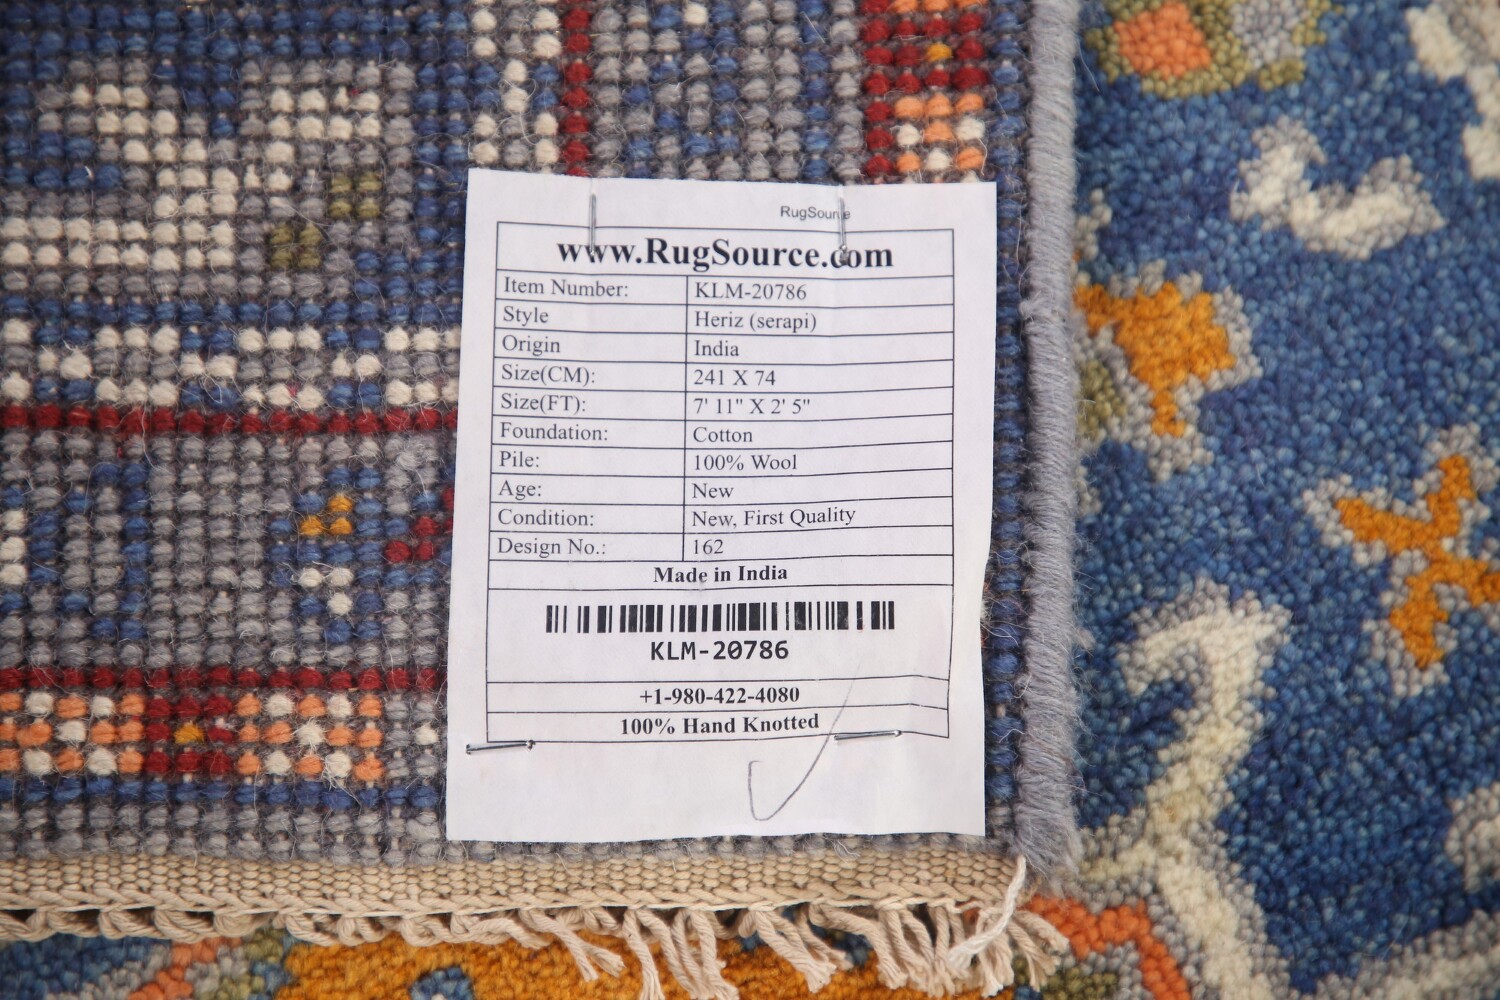 RugSource
www.RugSource.com
Item Number: KLM-20786
Style Heriz (serapi)
Origin India
Size(CM): 241 X 74
Size(FT): 7' 11" X 2' 5"
Foundation: Cotton
Pile: 100% Wool
Age: New
Condition: New, First Quality
Design No.: 162
Made in India
KLM-20786
+1-980-422-4080
100% Hand Knotted